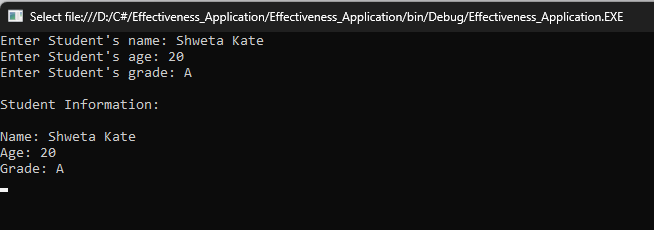 Select file:///D:/C#/Effectiveness_Application/Effectiveness_Application/bin/Debug/Effectiveness_Application.EXE
Enter Student's name: Shweta Kate
Enter Student's age: 20
Enter Student's grade: A
Student Information:
Name: Shweta Kate
Age: 20
Grade: A